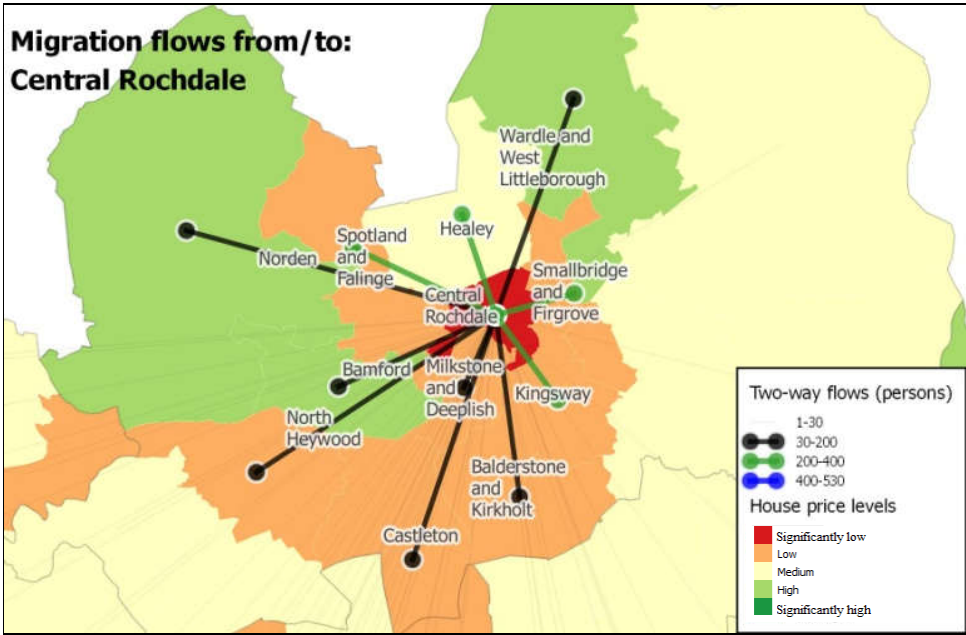 Migration flows from/to:
Central Rochdale
Wardle and
West
Littleborough
Healey
Spotland
and
Falinge
Norden
Smallbridge
and
Firgrove
Central
Rochdale
Bamford
Milkstone
and
Deeplish
Kingsway
North
Heywood
Balderstone
and
Kirkholt
Castleton
Two-way flows (persons)
1-30
30-200
200-400
400-530
House price levels
Significantly low
Low
Medium
High
Significantly high